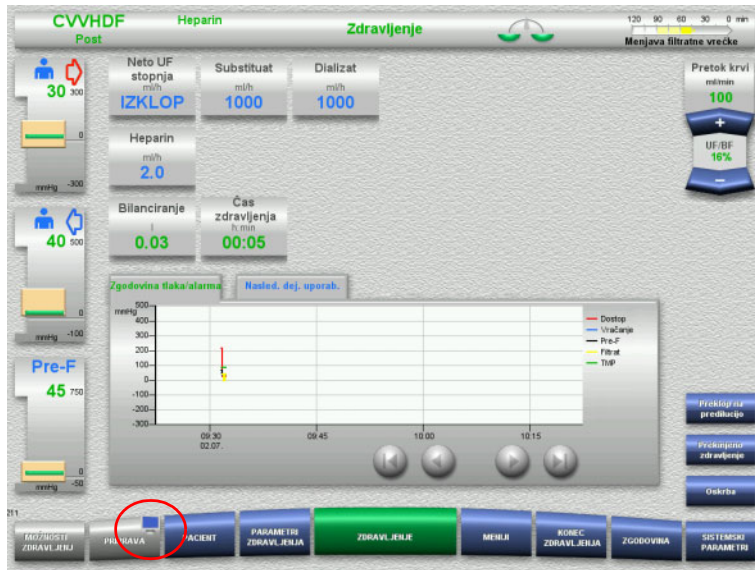 CVVHDF
Heparin
Post
Zdravljenje
120 90 60 30 0 min
Menjava filtratne vrečke
30
300
0
mmHg -300
40
500
0
mmHg -100
Pre-F
45
750
0
mmHg -50
Neto UF
stopnja
ml/h
IZKLOP
Substituat
ml/h
1000
Dializat
ml/h
1000
Heparin
ml/h
2.0
Bilanciranje
l
0.03
Čas
zdravljenja
h:min
00:05
Pretok krvi
ml/min
100
+
UF/BF
16%
–
Zgodovina tlaka/alarma
Nasled. dej. uporab.
mmHg
500
400
300
200
100
0
-100
-200
-300
09:30
02.07.
09:45
10:00
10:15
Dostop
Vračanje
Pre-F
Filtrat
TMP
Preklop na
predilucijo
Prekinjeno
zdravljenje
Oskrba
211
MOŽNOSTI
ZDRAVLJENJ
PRIPRAVA
PACIENT
PARAMETRI
ZDRAVLJENJA
ZDRAVLJENJE
MENIJI
KONEC
ZDRAVLJENJA
ZGODOVINA
SISTEMSKI
PARAMETRI